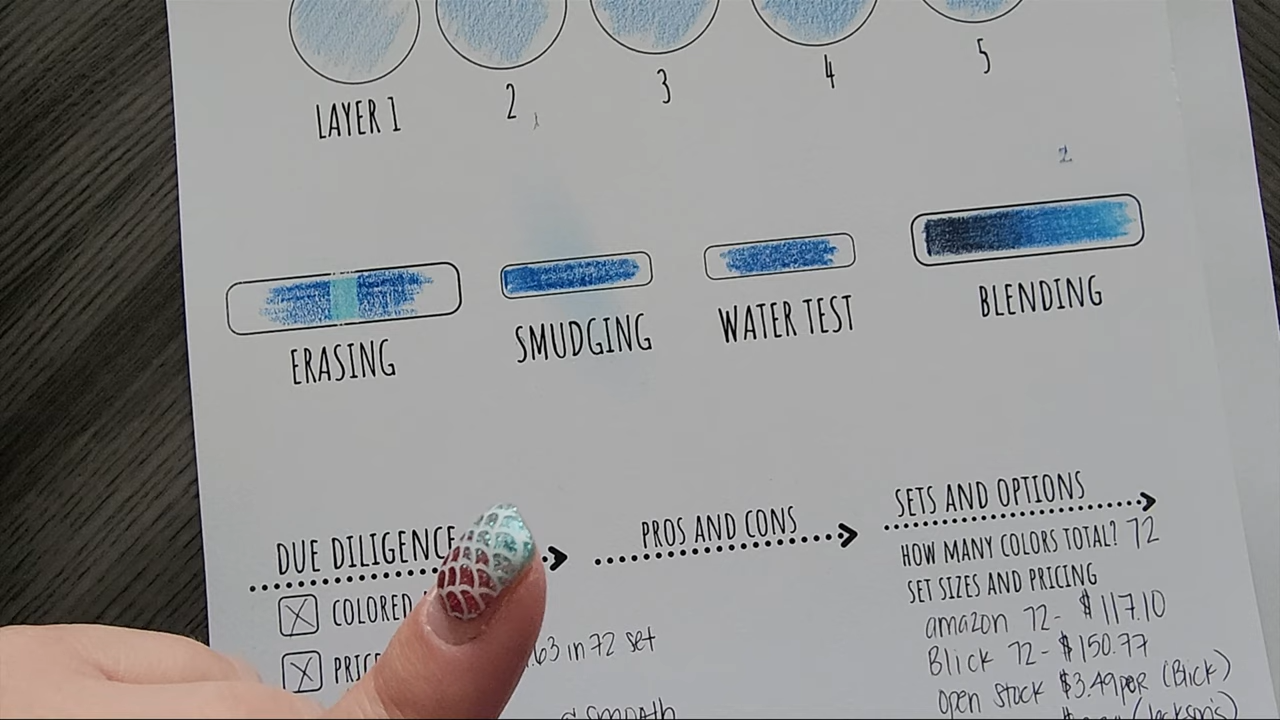 LAYER 1 2 3 4 5
2
ERASING SMUDGING WATER TEST BLENDING
DUE DILIGENCE PROS AND CONS SETS AND OPTIONS
HOW MANY COLORS TOTAL? 72
SET SIZES AND PRICING
COLORED
amazon 72- $117.10
.63 in 72 set
Blick 72- $150.77
open stock $3.49 per (Blick)
smooth
(Jackson's)